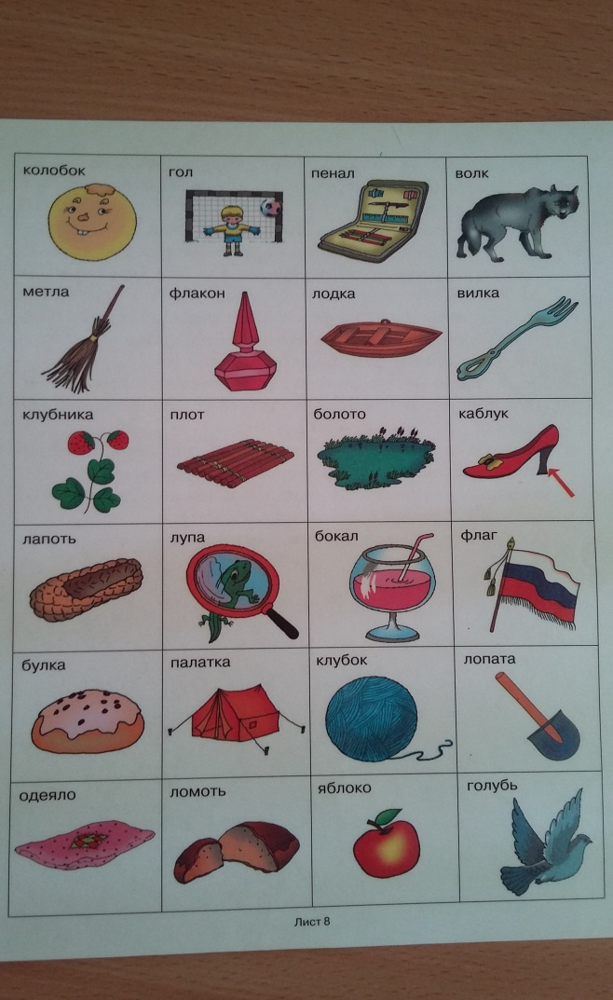 колобок
гол
пенал
волк
метла
флакон
лодка
вилка
клубника
плот
болото
каблук
лапоть
лупа
бокал
флаг
булка
палатка
клубок
лопата
одеяло
ломоть
яблоко
голубь
Лист 8